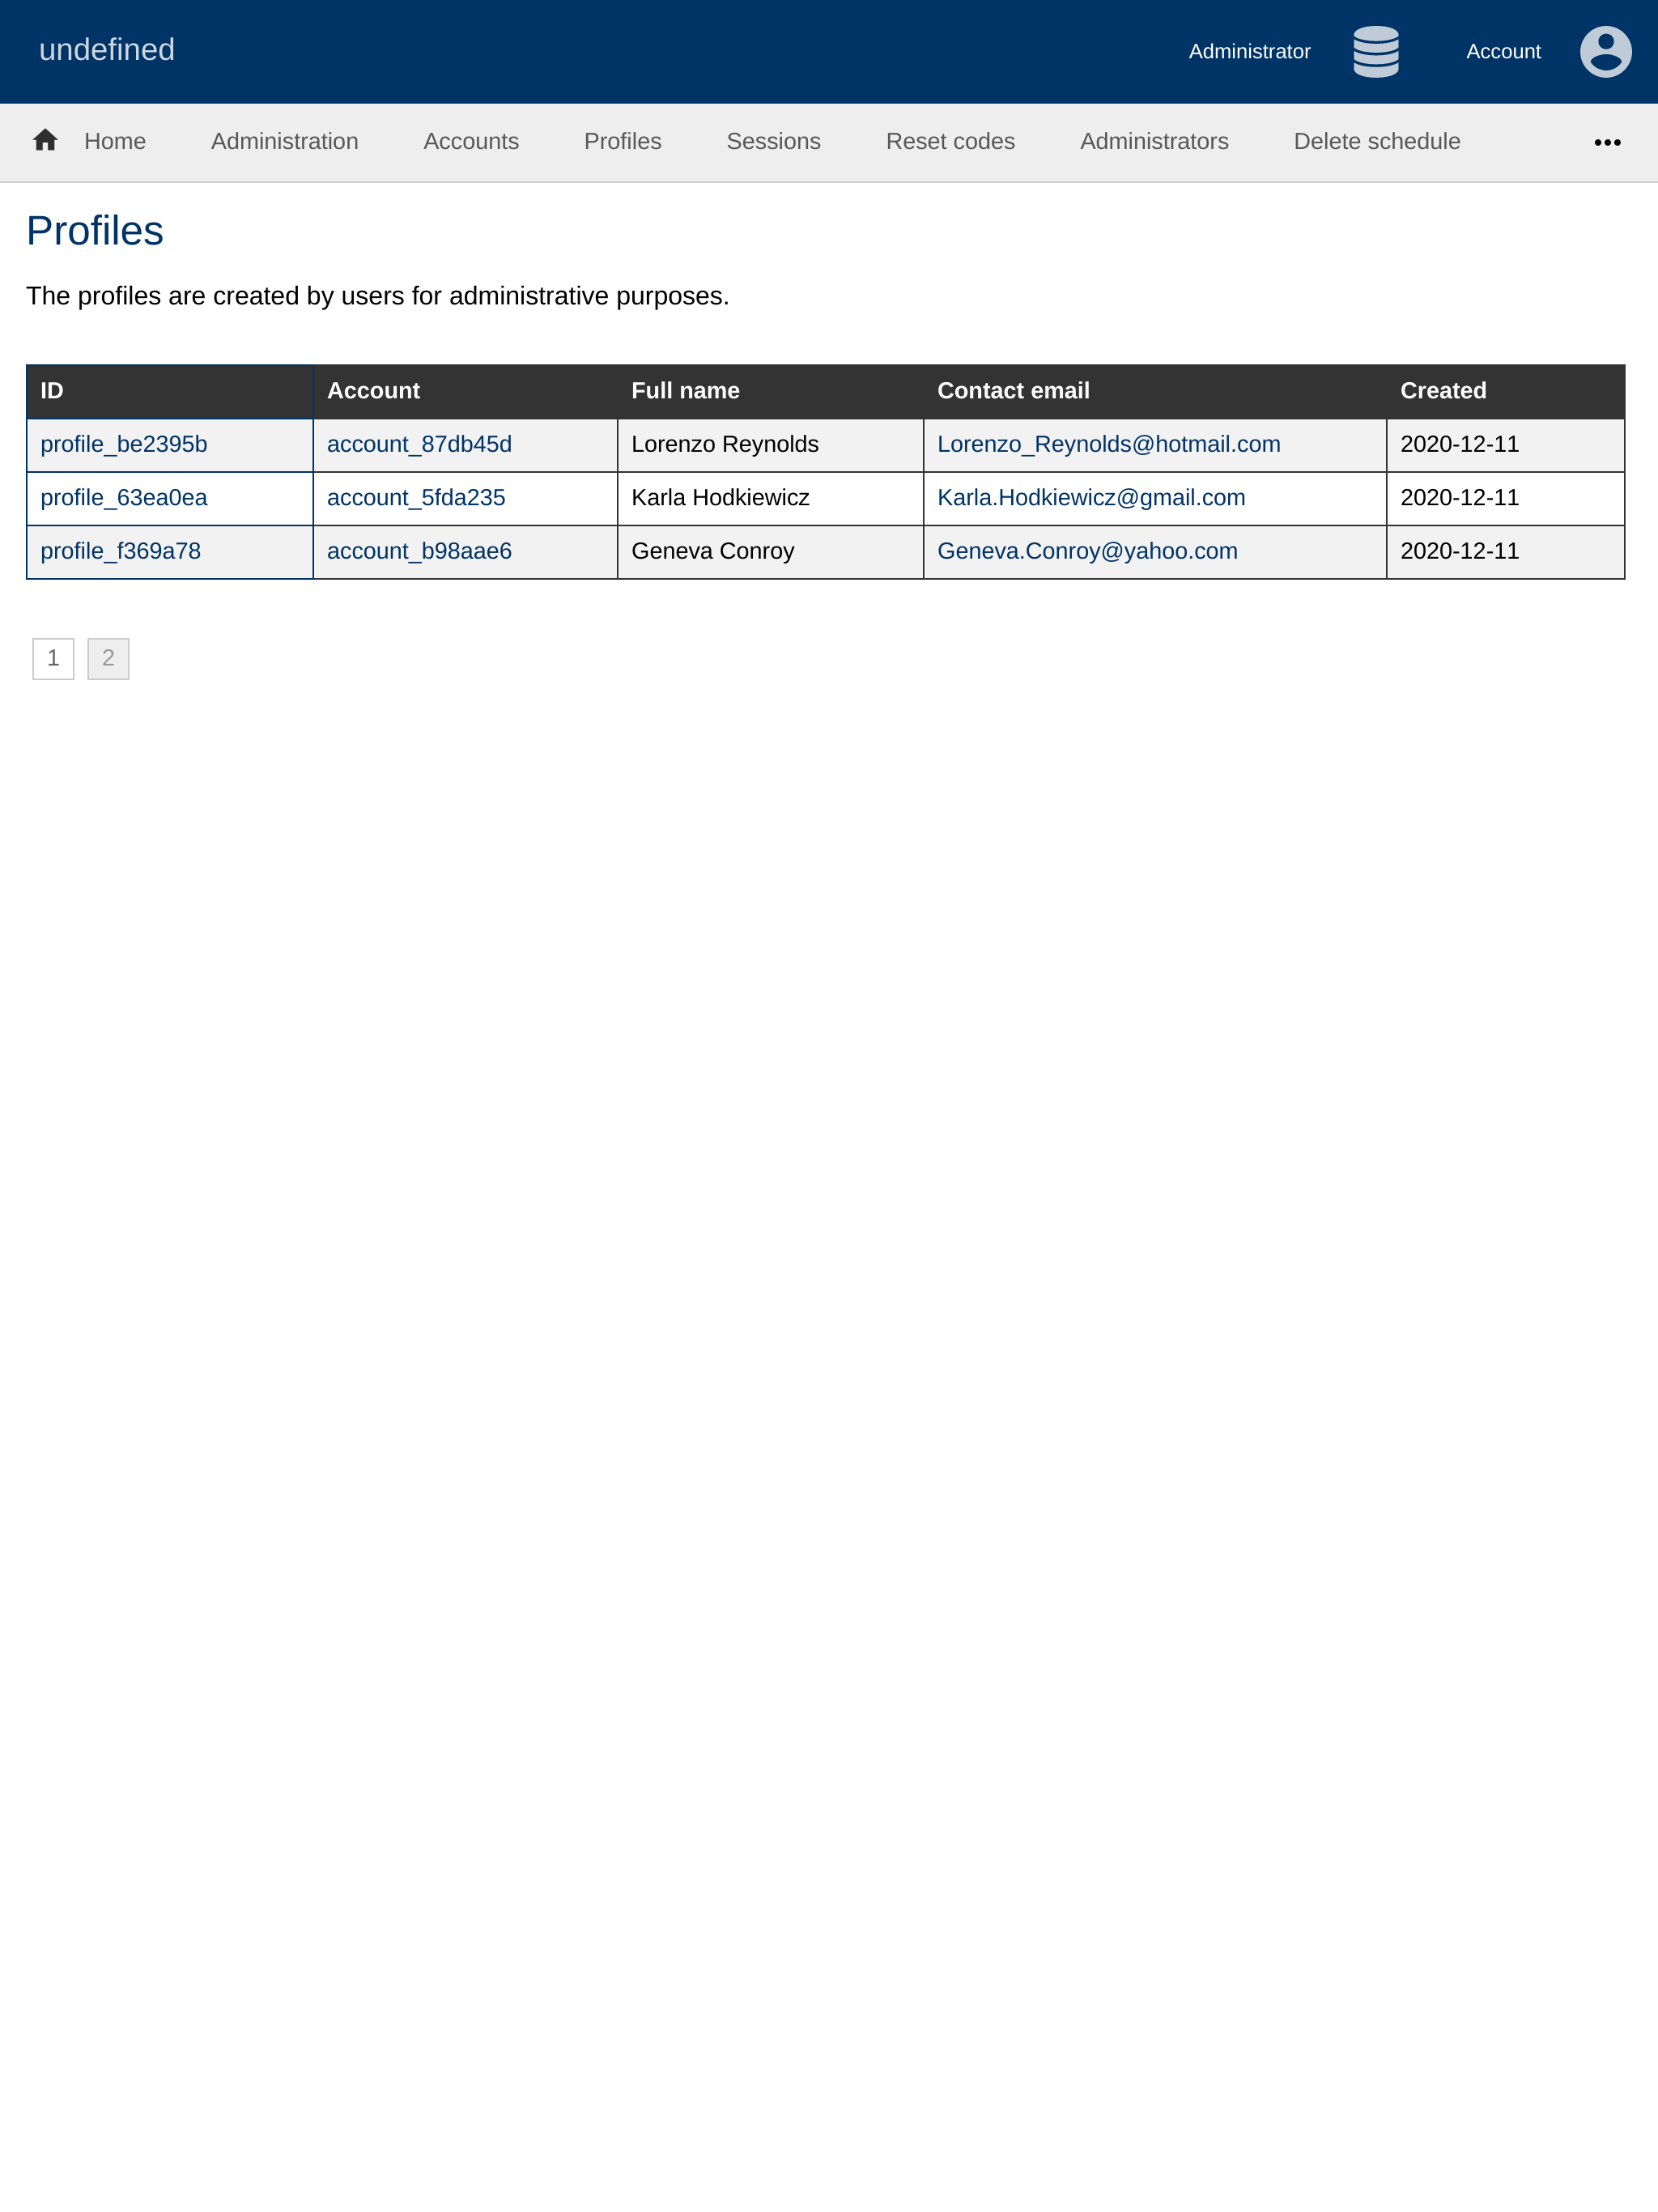 undefined
Administrator Account
Home Administration Accounts Profiles Sessions Reset codes Administrators Delete schedule
Profiles
The profiles are created by users for administrative purposes.
ID Account Full name Contact email Created
profile_be2395b account_87db45d Lorenzo Reynolds Lorenzo_Reynolds@hotmail.com 2020-12-11
profile_63ea0ea account_5fda235 Karla Hodkiewicz Karla.Hodkiewicz@gmail.com 2020-12-11
profile_f369a78 account_b98aae6 Geneva Conroy Geneva.Conroy@yahoo.com 2020-12-11
1 2